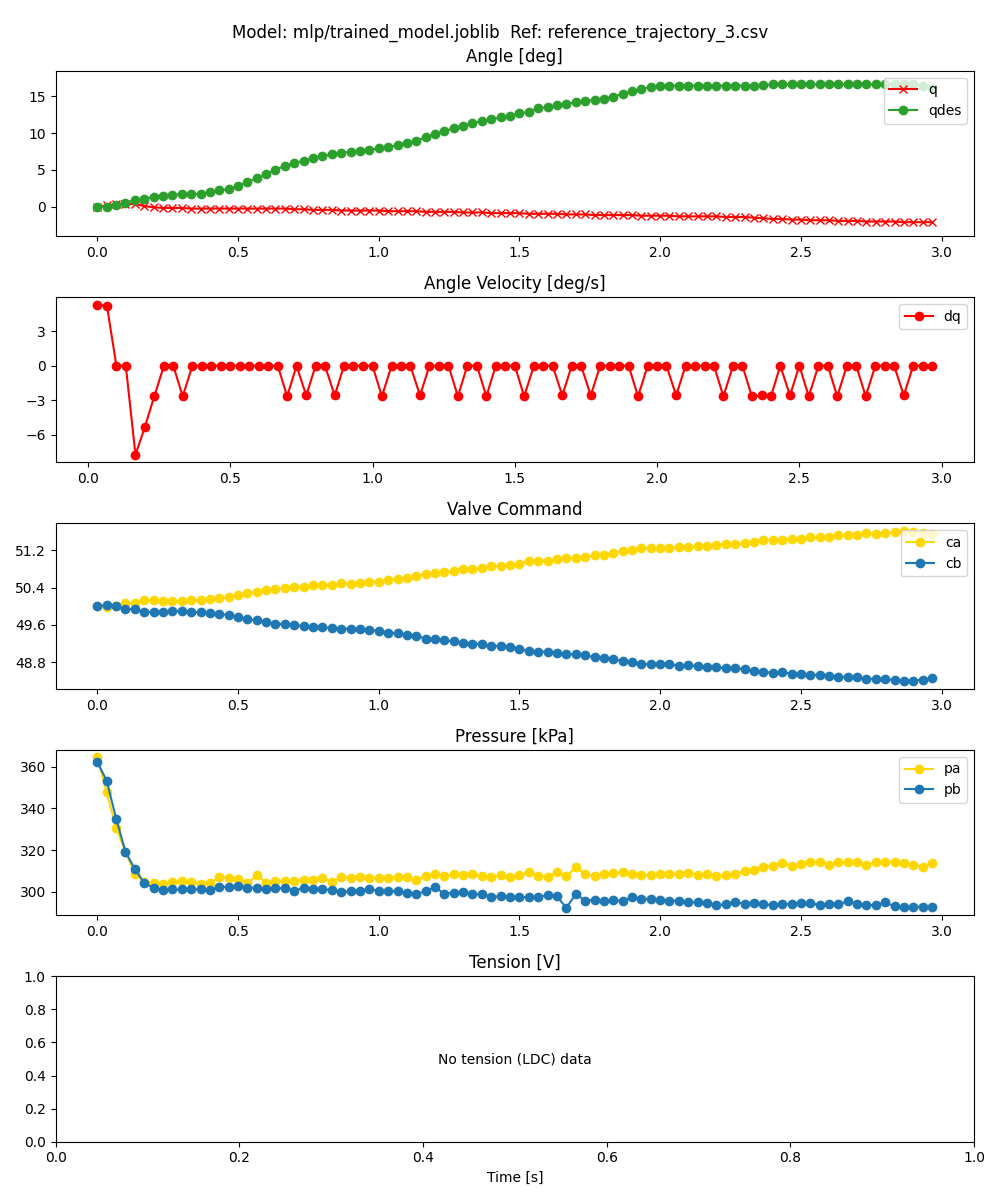 Model: mlp/trained_model.joblib  Ref: reference_trajectory_3.csv
Angle [deg]
q
qdes
15
10
5
0
0.0 0.5 1.0 1.5 2.0 2.5 3.0
Angle Velocity [deg/s]
dq
3
0
−3
−6
0.0 0.5 1.0 1.5 2.0 2.5 3.0
Valve Command
ca
cb
51.2
50.4
49.6
48.8
0.0 0.5 1.0 1.5 2.0 2.5 3.0
Pressure [kPa]
pa
pb
360
340
320
300
0.0 0.5 1.0 1.5 2.0 2.5 3.0
Tension [V]
1.0
0.8
0.6
0.4
0.2
0.0
No tension (LDC) data
0.0 0.2 0.4 0.6 0.8 1.0
Time [s]